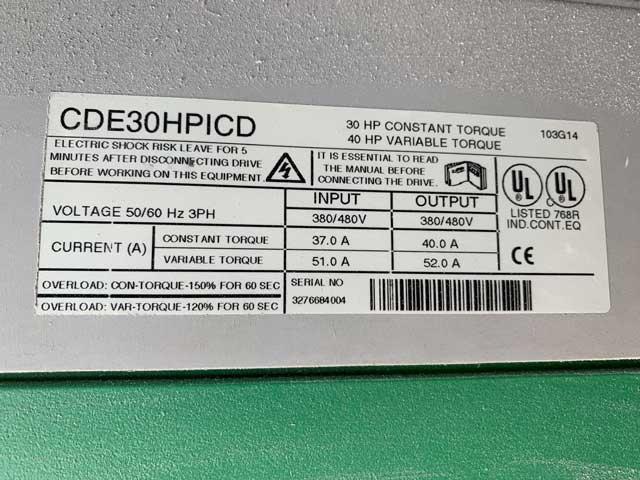 CDE30HPICD
30 HP CONSTANT TORQUE
40 HP VARIABLE TORQUE
103G14
ELECTRIC SHOCK RISK LEAVE FOR 5
MINUTES AFTER DISCONNECTING DRIVE
BEFORE WORKING ON THIS EQUIPMENT.
IT IS ESSENTIAL TO READ
THE MANUAL BEFORE
CONNECTING THE DRIVE.
UL ® UL ®
LISTED 768R
IND.CONT.EQ
CE
INPUT OUTPUT
VOLTAGE 50/60 Hz 3PH 380/480V 380/480V
CURRENT (A)
CONSTANT TORQUE 37.0 A 40.0 A
VARIABLE TORQUE 51.0 A 52.0 A
OVERLOAD: CON-TORQUE-150% FOR 60 SEC
OVERLOAD: VAR-TORQUE-120% FOR 60 SEC
SERIAL NO
3276684004